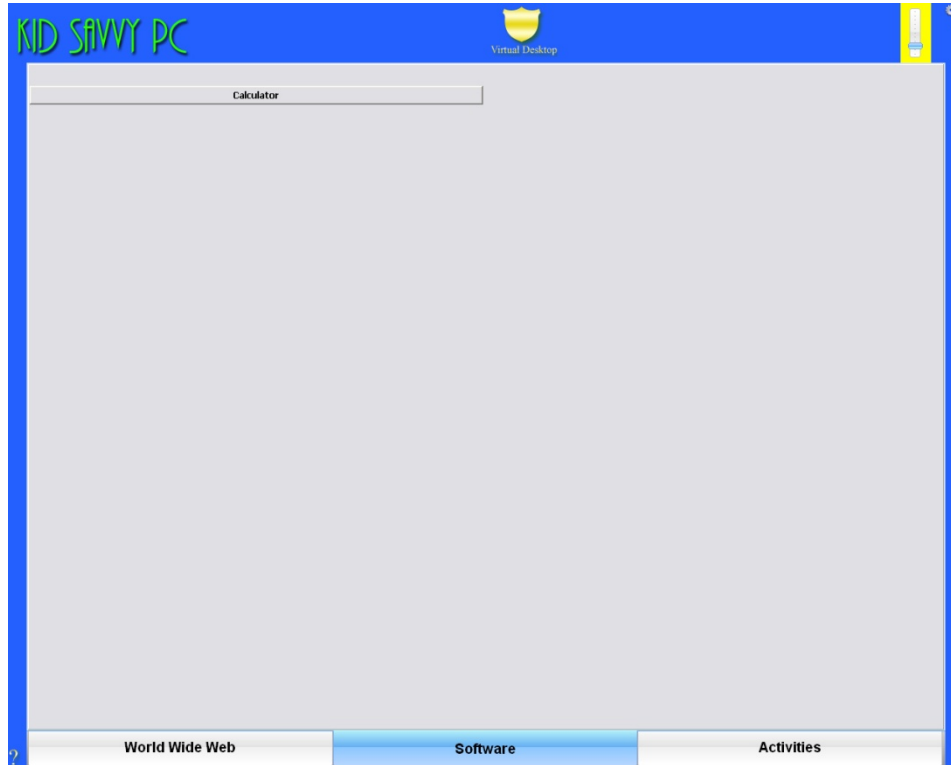 KID SAVVY PC
Virtual Desktop
Calculator
World Wide Web
Software
Activities
?